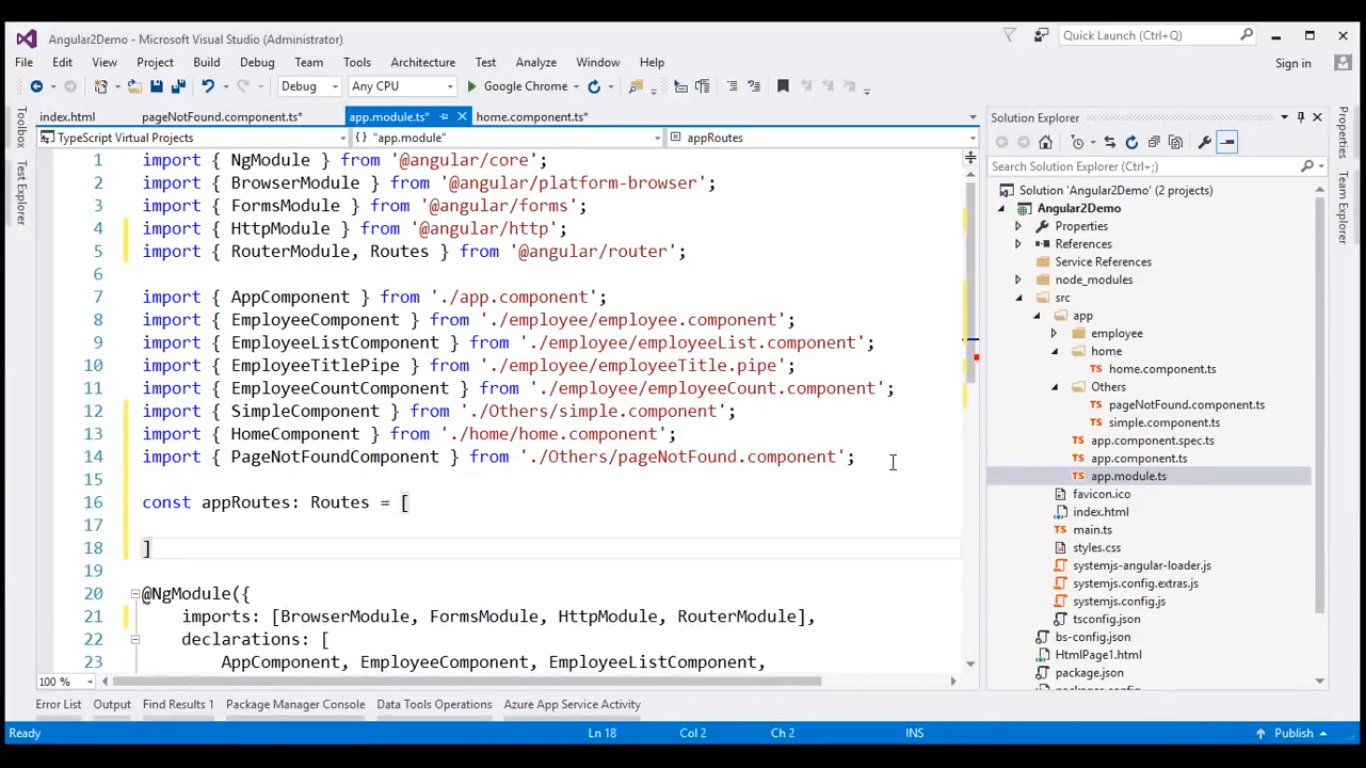 Angular2Demo - Microsoft Visual Studio (Administrator)
Quick Launch (Ctrl+Q)
File Edit View Project Build Debug Team Tools Architecture Test Analyze Window Help
Sign in
Debug Any CPU Google Chrome
Toolbox
Test Explorer
index.html pageNotFound.component.ts* app.module.ts* home.component.ts*
TypeScript Virtual Projects {} "app.module" appRoutes
1 import { NgModule } from '@angular/core';
2 import { BrowserModule } from '@angular/platform-browser';
3 import { FormsModule } from '@angular/forms';
4 import { HttpModule } from '@angular/http';
5 import { RouterModule, Routes } from '@angular/router';
6
7 import { AppComponent } from './app.component';
8 import { EmployeeComponent } from './employee/employee.component';
9 import { EmployeeListComponent } from './employee/employeeList.component';
10 import { EmployeeTitlePipe } from './employee/employeeTitle.pipe';
11 import { EmployeeCountComponent } from './employee/employeeCount.component';
12 import { SimpleComponent } from './Others/simple.component';
13 import { HomeComponent } from './home/home.component';
14 import { PageNotFoundComponent } from './Others/pageNotFound.component';
15
16 const appRoutes: Routes = [
17
18 ]
19
20 @NgModule({
21 imports: [BrowserModule, FormsModule, HttpModule, RouterModule],
22 declarations: [
23 AppComponent, EmployeeComponent, EmployeeListComponent,
100 %
Solution Explorer
Search Solution Explorer (Ctrl+;)
Solution 'Angular2Demo' (2 projects)
Angular2Demo
Properties
References
Service References
node_modules
src
app
employee
home
home.component.ts
Others
pageNotFound.component.ts
simple.component.ts
app.component.spec.ts
app.component.ts
app.module.ts
favicon.ico
index.html
main.ts
styles.css
systemjs-angular-loader.js
systemjs.config.extras.js
systemjs.config.js
tsconfig.json
bs-config.json
HtmlPage1.html
package.json
Properties
Team Explorer
Error List Output Find Results 1 Package Manager Console Data Tools Operations Azure App Service Activity
Ready Ln 18 Col 2 Ch 2 INS Publish